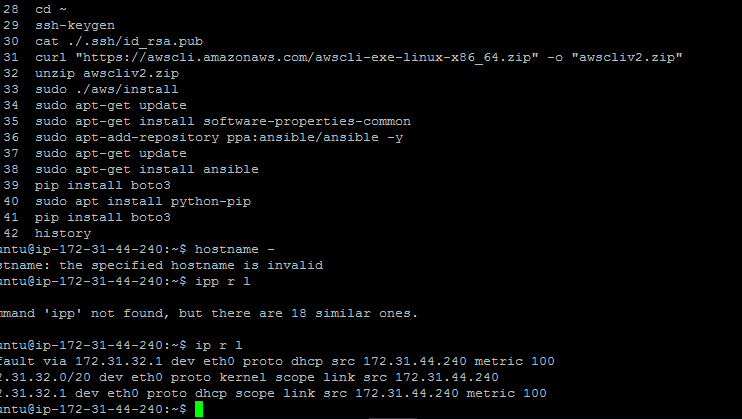 28 cd ~
29 ssh-keygen
30 cat ./.ssh/id_rsa.pub
31 curl "https://awscli.amazonaws.com/awscli-exe-linux-x86_64.zip" -o "awscliv2.zip"
32 unzip awscliv2.zip
33 sudo ./aws/install
34 sudo apt-get update
35 sudo apt-get install software-properties-common
36 sudo apt-add-repository ppa:ansible/ansible -y
37 sudo apt-get update
38 sudo apt-get install ansible
39 pip install boto3
40 sudo apt install python-pip
41 pip install boto3
42 history
untu@ip-172-31-44-240:~$ hostname -
stname: the specified hostname is invalid
untu@ip-172-31-44-240:~$ ipp r l
mmand 'ipp' not found, but there are 18 similar ones.
untu@ip-172-31-44-240:~$ ip r l
fault via 172.31.32.1 dev eth0 proto dhcp src 172.31.44.240 metric 100
2.31.32.0/20 dev eth0 proto kernel scope link src 172.31.44.240
2.31.32.1 dev eth0 proto dhcp scope link src 172.31.44.240 metric 100
untu@ip-172-31-44-240:~$